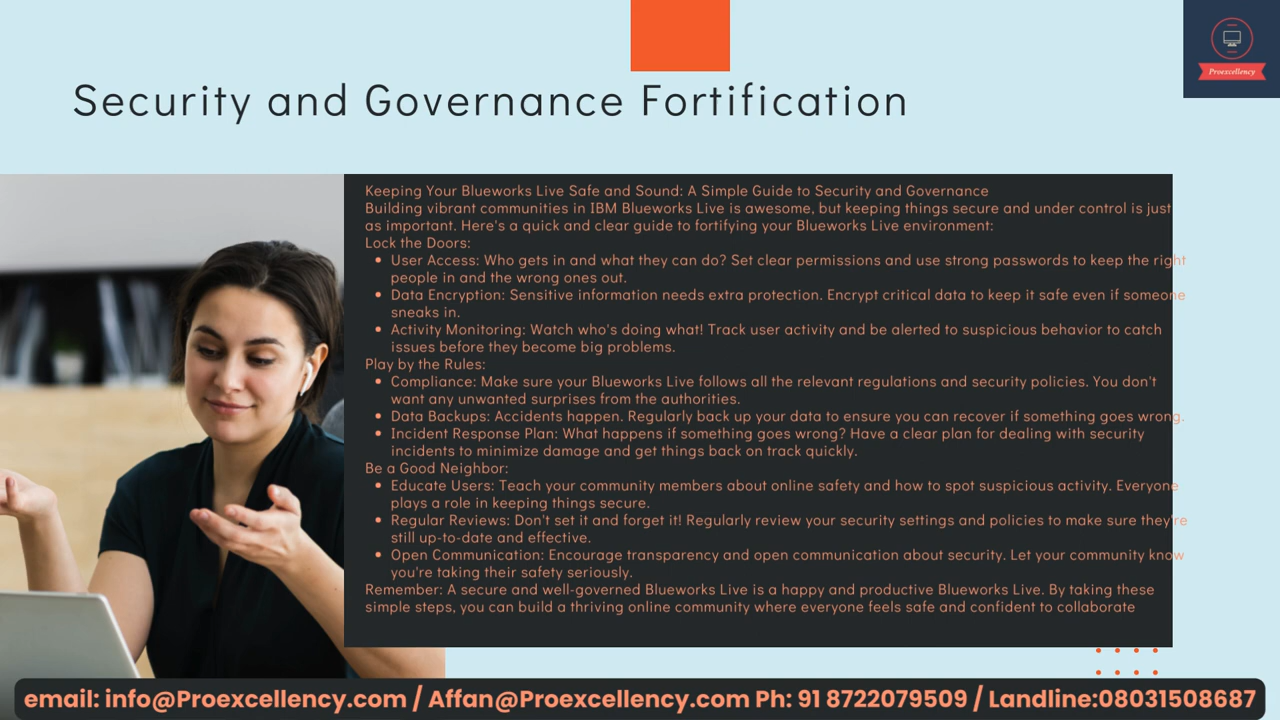 Proexcellency
Security and Governance Fortification
Keeping Your Blueworks Live Safe and Sound: A Simple Guide to Security and Governance
Building vibrant communities in IBM Blueworks Live is awesome, but keeping things secure and under control is just
as important. Here's a quick and clear guide to fortifying your Blueworks Live environment:
Lock the Doors:
• User Access: Who gets in and what they can do? Set clear permissions and use strong passwords to keep the right
people in and the wrong ones out.
• Data Encryption: Sensitive information needs extra protection. Encrypt critical data to keep it safe even if someone
sneaks in.
• Activity Monitoring: Watch who's doing what! Track user activity and be alerted to suspicious behavior to catch
issues before they become big problems.
Play by the Rules:
• Compliance: Make sure your Blueworks Live follows all the relevant regulations and security policies. You don't
want any unwanted surprises from the authorities.
• Data Backups: Accidents happen. Regularly back up your data to ensure you can recover if something goes wrong.
• Incident Response Plan: What happens if something goes wrong? Have a clear plan for dealing with security
incidents to minimize damage and get things back on track quickly.
Be a Good Neighbor:
• Educate Users: Teach your community members about online safety and how to spot suspicious activity. Everyone
plays a role in keeping things secure.
• Regular Reviews: Don't set it and forget it! Regularly review your security settings and policies to make sure they're
still up-to-date and effective.
• Open Communication: Encourage transparency and open communication about security. Let your community know
you're taking their safety seriously.
Remember: A secure and well-governed Blueworks Live is a happy and productive Blueworks Live. By taking these
simple steps, you can build a thriving online community where everyone feels safe and confident to collaborate
email: info@Proexcellency.com / Affan@Proexcellency.com Ph: 91 8722079509 / Landline:08031508687